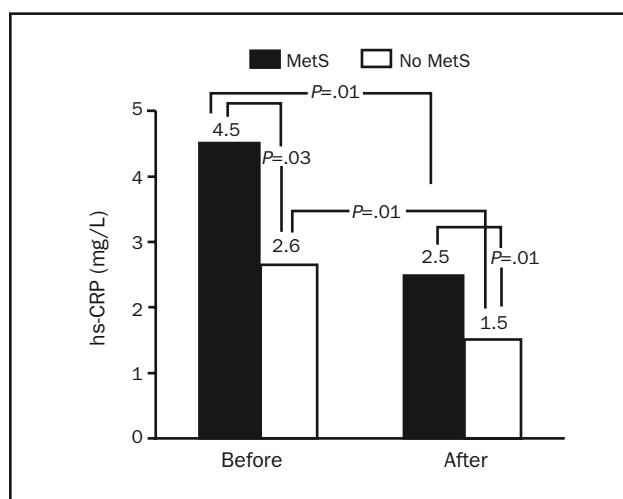 MetS No MetS
P=.01
5
4.5
P=.03
4
P=.01
3
2.6
2.5
P=.01
2
1.5
1
0
hs-CRP (mg/L)
Before After